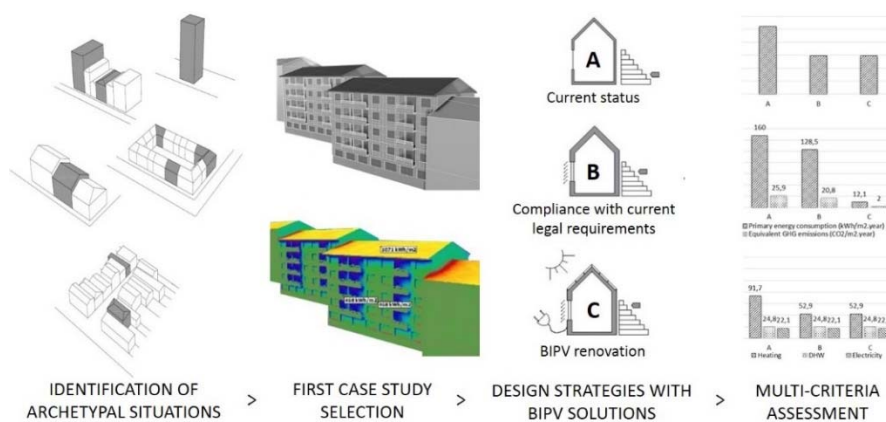 A
Current status
B
Compliance with current
legal requirements
C
BIPV renovation
A B C
160
128,5
25,9
20,8
12,1
2
A B C
Primary energy consumption (kWh/m2.year)
Equivalent GHG emissions (CO2/m2.year)
91,7
52,9
52,9
24,8 22,1
24,8 22,1
24,8 22,
A B C
Heating DHW Electricity
IDENTIFICATION OF
ARCHETYPAL SITUATIONS
>
FIRST CASE STUDY
SELECTION
>
DESIGN STRATEGIES WITH
BIPV SOLUTIONS
>
MULTI-CRITERIA
ASSESSMENT